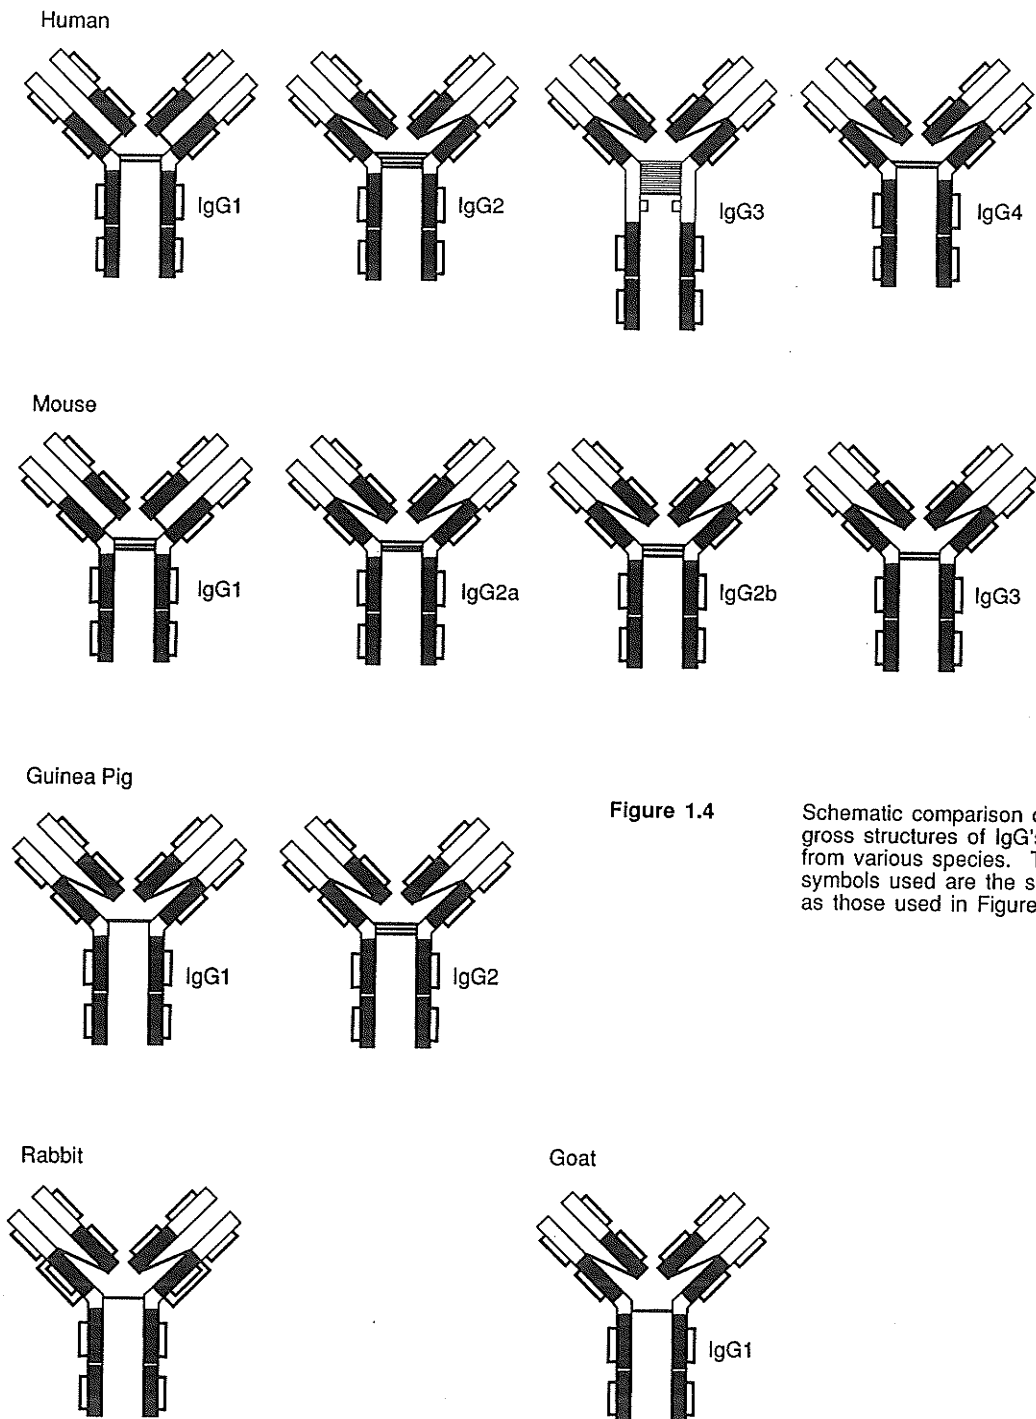 Human
IgG1
IgG2
IgG3
IgG4
Mouse
IgG1
IgG2a
IgG2b
IgG3
Guinea Pig
IgG1
IgG2
Figure 1.4
Schematic comparison
gross structures of IgG's
from various species.
symbols used are the
as those used in Figure
Rabbit
Goat
IgG1